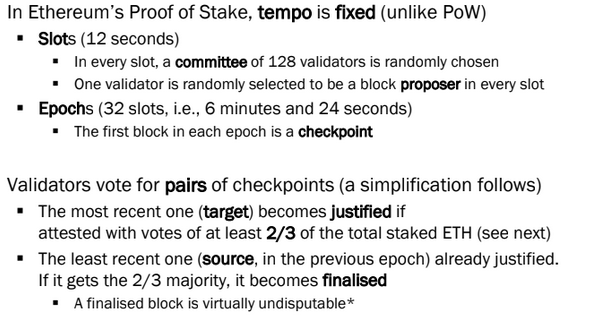 In Ethereum's Proof of Stake, tempo is fixed (unlike PoW)
▪ Slots (12 seconds)
▪ In every slot, a committee of 128 validators is randomly chosen
▪ One validator is randomly selected to be a block proposer in every slot
▪ Epochs (32 slots, i.e., 6 minutes and 24 seconds)
▪ The first block in each epoch is a checkpoint
Validators vote for pairs of checkpoints (a simplification follows)
▪ The most recent one (target) becomes justified if
attested with votes of at least 2/3 of the total staked ETH (see next)
▪ The least recent one (source, in the previous epoch) already justified.
If it gets the 2/3 majority, it becomes finalised
▪ A finalised block is virtually undisputable*